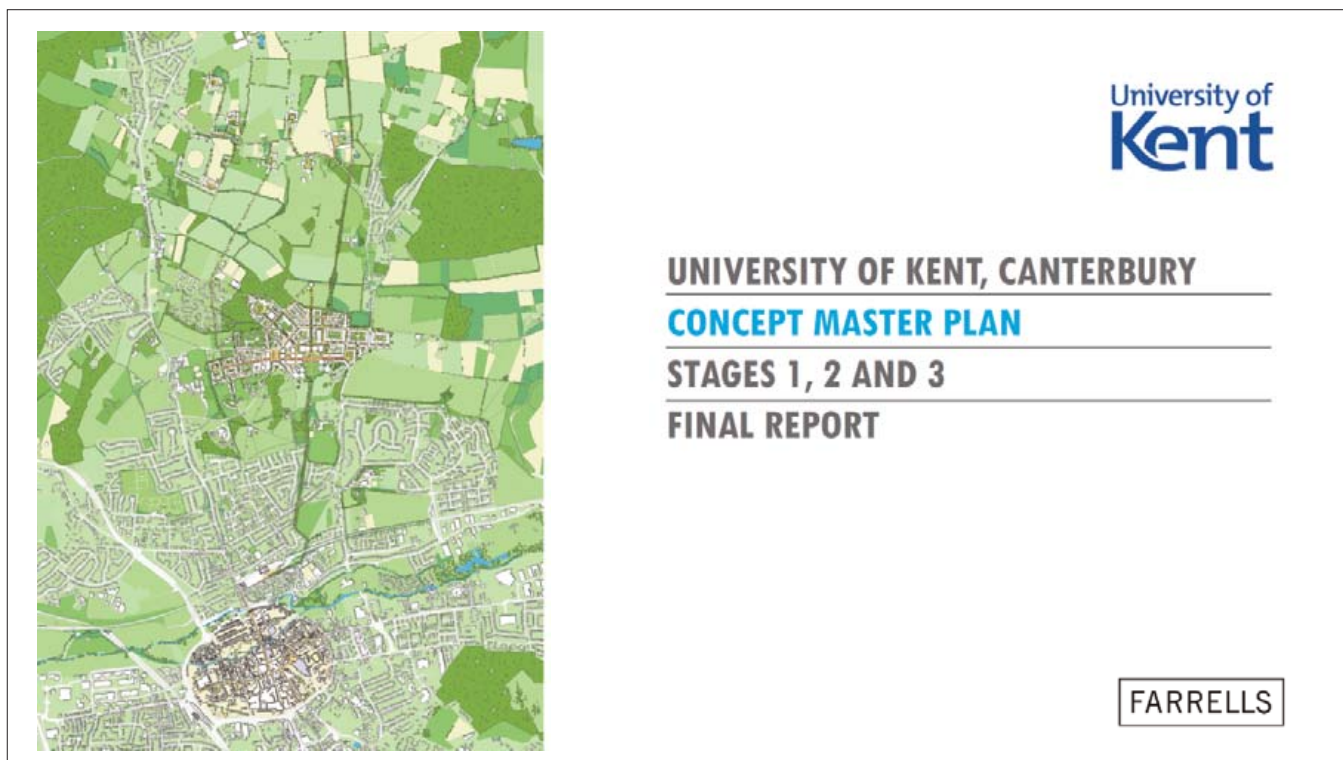 University of
Kent
UNIVERSITY OF KENT, CANTERBURY
CONCEPT MASTER PLAN
STAGES 1, 2 AND 3
FINAL REPORT
FARRELLS